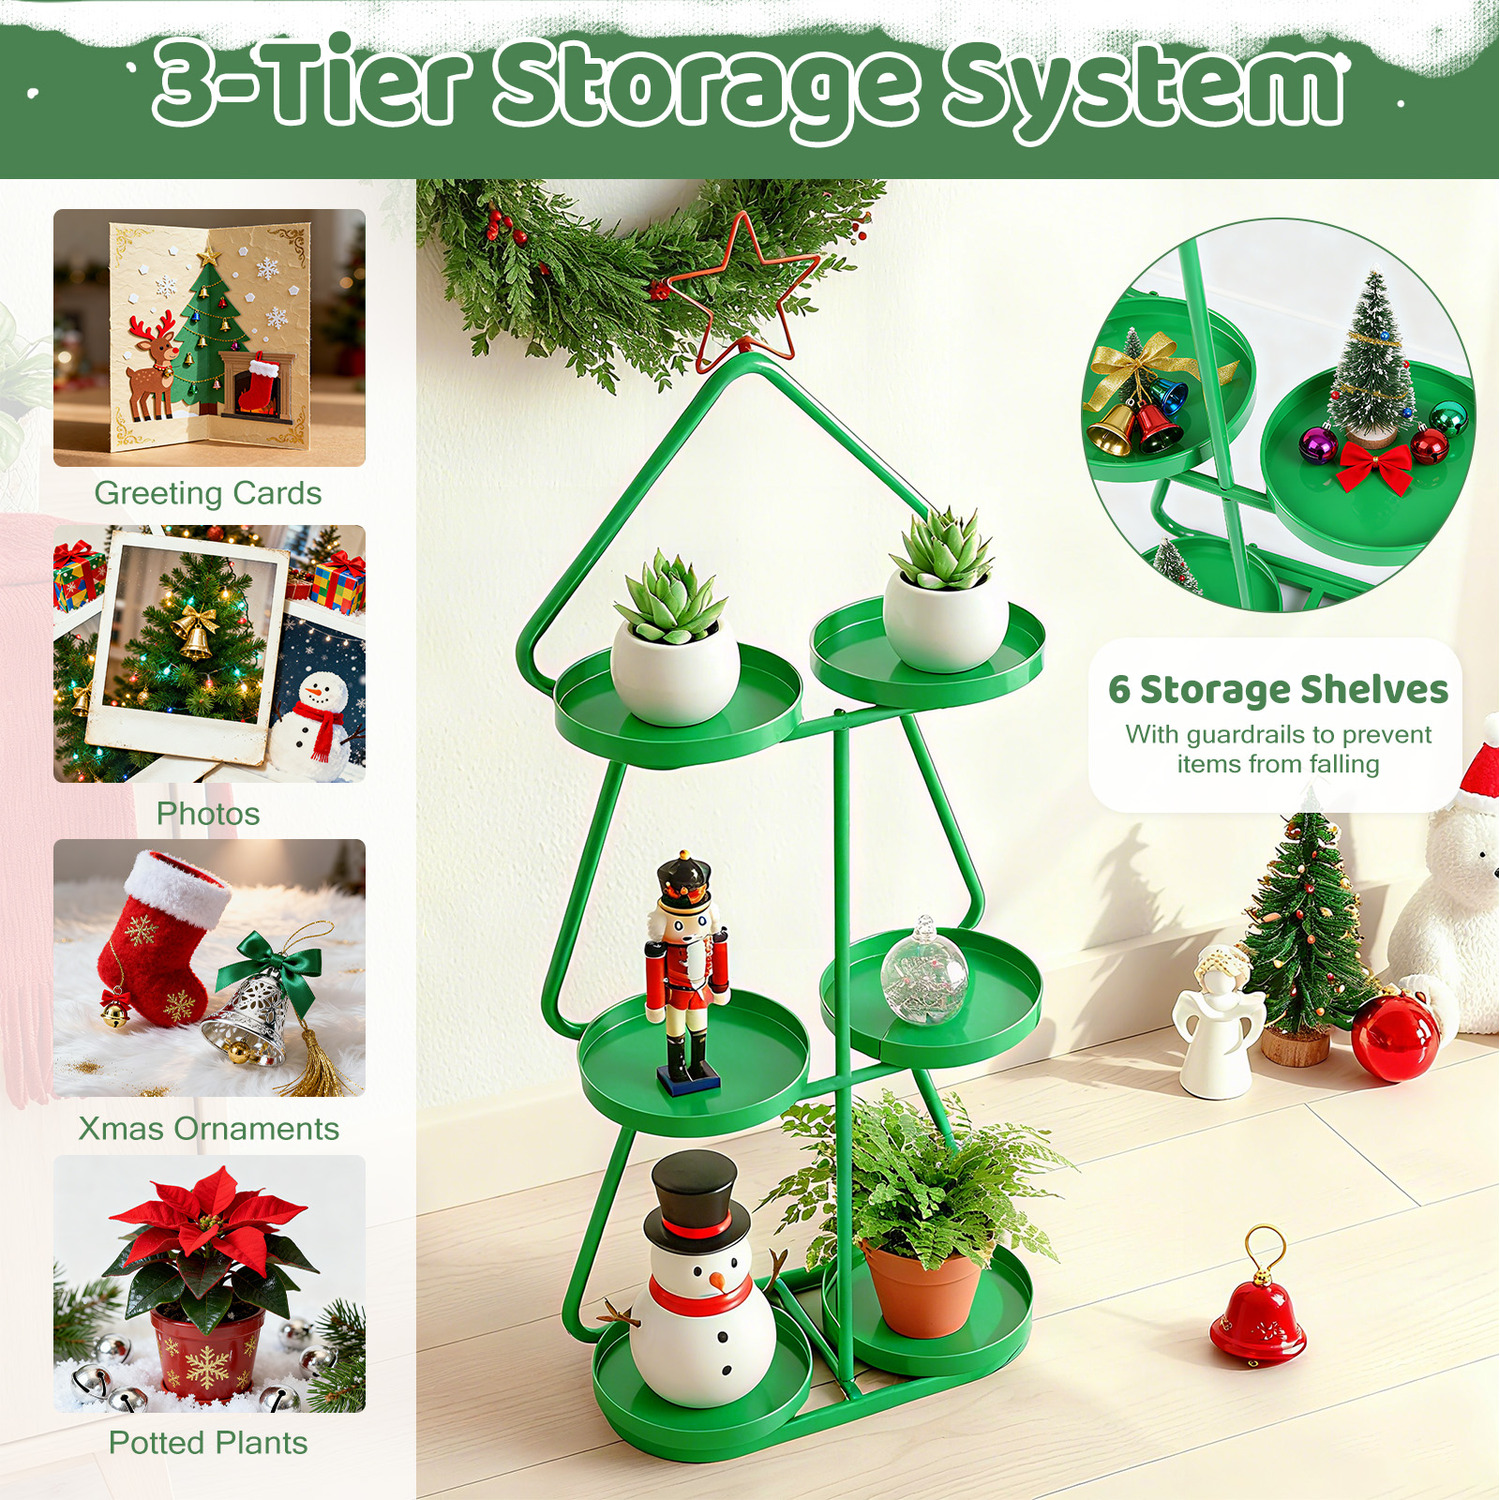 3-Tier Storage System
Greeting Cards
Photos
Xmas Ornaments
Potted Plants
6 Storage Shelves
With guardrails to prevent
items from falling